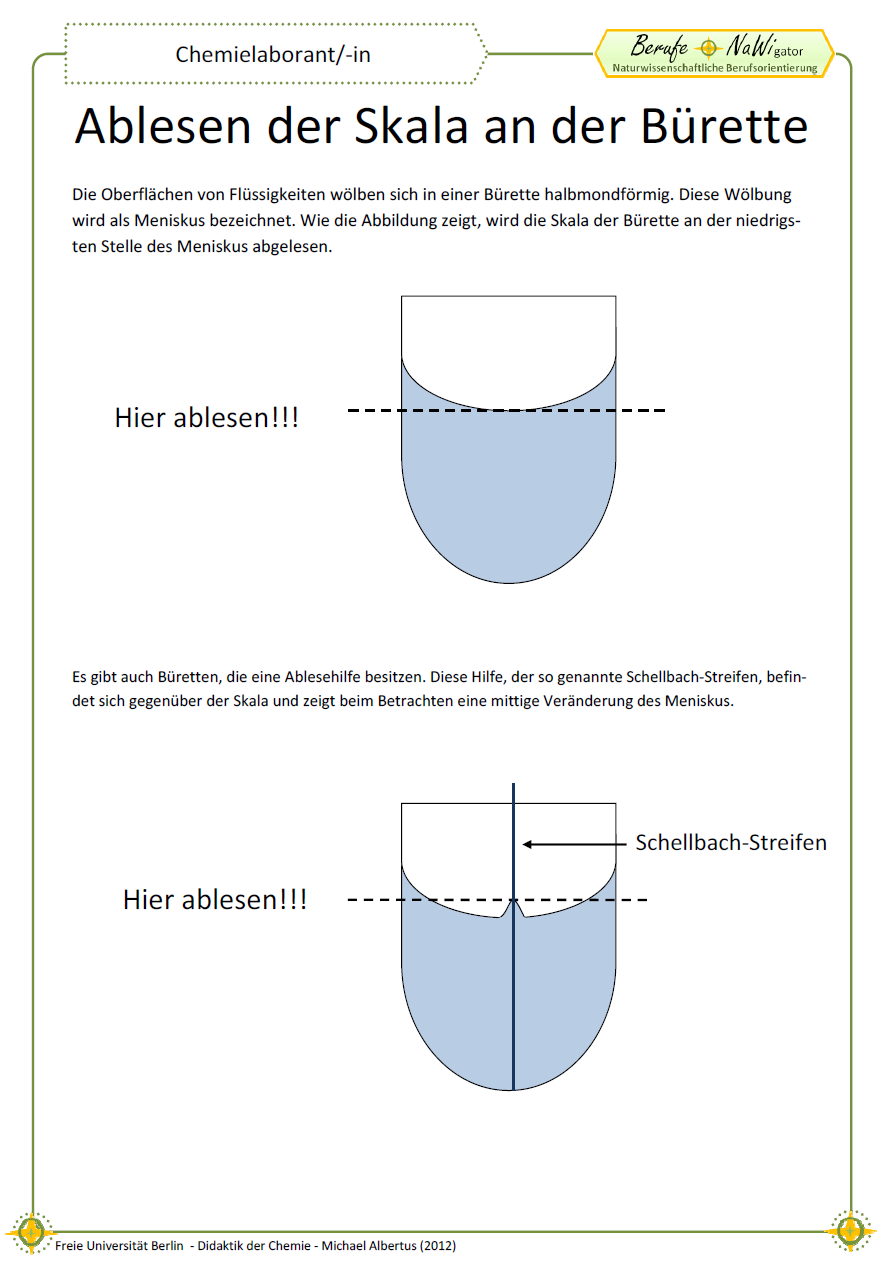 Chemielaborant/-in
Berufe NaWigator
Naturwissenschaftliche Berufsorientierung
Ablesen der Skala an der Bürette
Die Oberflächen von Flüssigkeiten wölben sich in einer Bürette halbmondförmig. Diese Wölbung
wird als Meniskus bezeichnet. Wie die Abbildung zeigt, wird die Skala der Bürette an der niedrigs-
ten Stelle des Meniskus abgelesen.
Hier ablesen!!!
Es gibt auch Büretten, die eine Ablesehilfe besitzen. Diese Hilfe, der so genannte Schellbach-Streifen, befin-
det sich gegenüber der Skala und zeigt beim Betrachten eine mittige Veränderung des Meniskus.
Schellbach-Streifen
Hier ablesen!!!
Freie Universität Berlin - Didaktik der Chemie - Michael Albertus (2012)